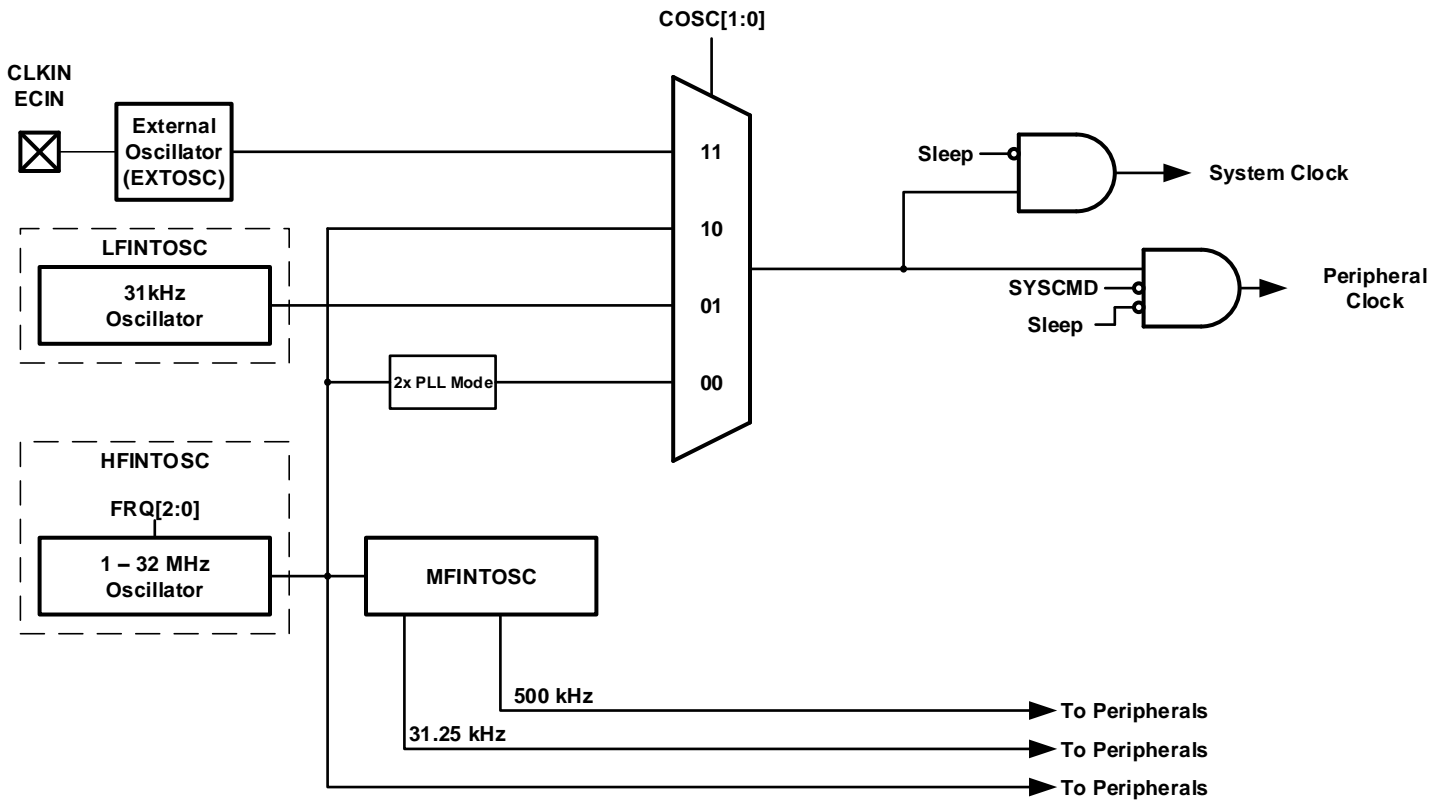 COSC[1:0]
CLKIN
ECIN
External
Oscillator
(EXTOSC)
11
Sleep
System Clock
10
LFINTOSC
31kHz
Oscillator
01
SYSCMD
Sleep
Peripheral
Clock
2x PLL Mode
00
HFINTOSC
FRQ[2:0]
1 – 32 MHz
Oscillator
MFINTOSC
500 kHz
To Peripherals
31.25 kHz
To Peripherals
To Peripherals